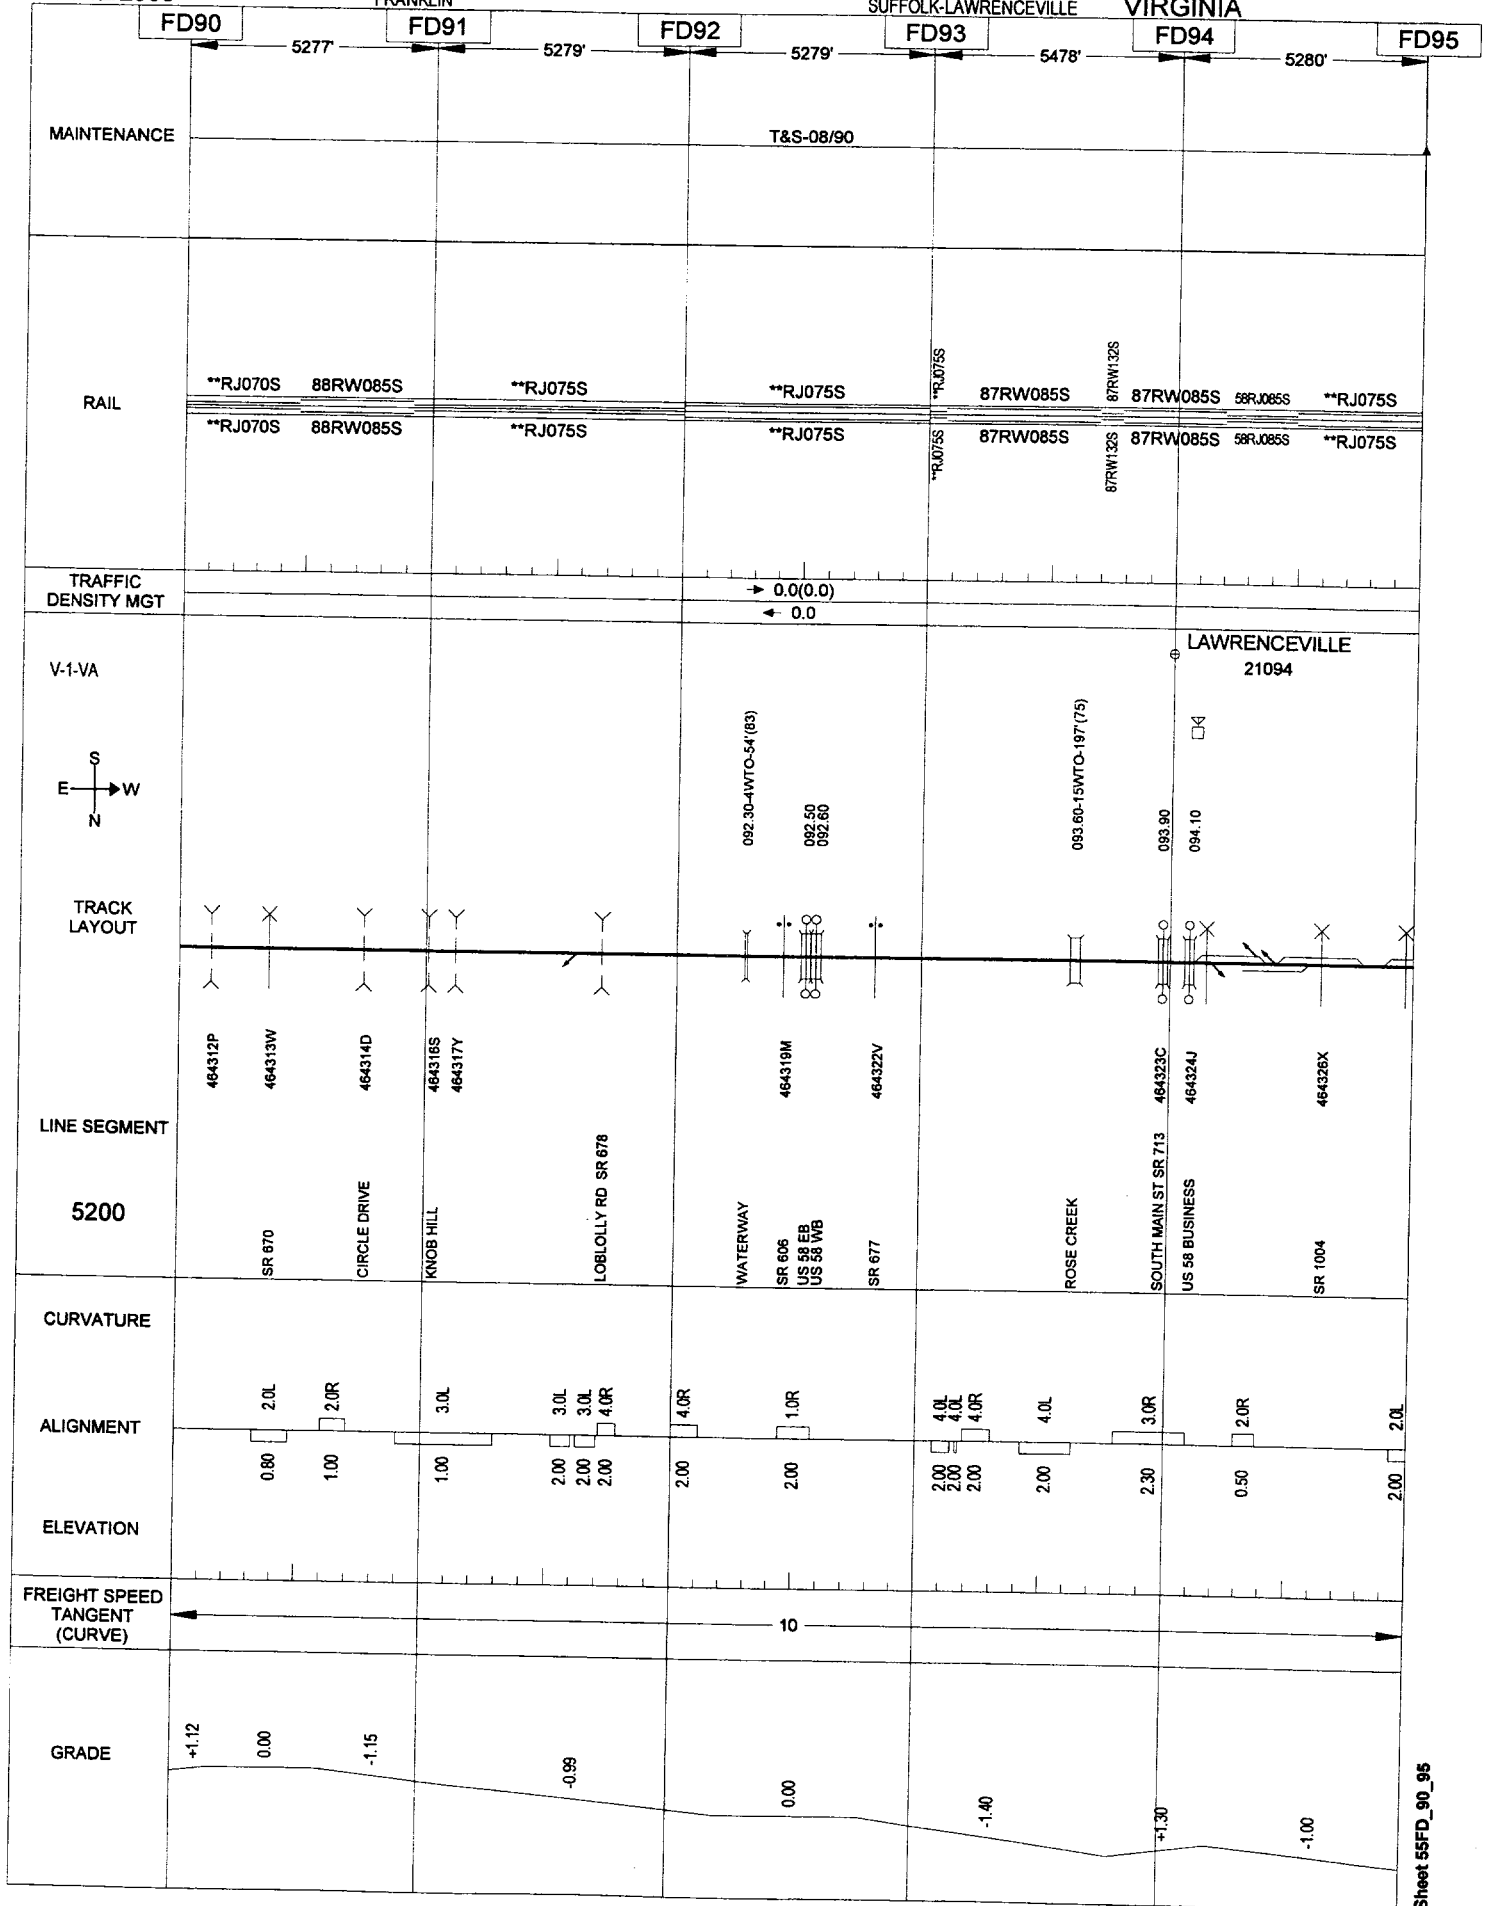 FRANKLIN
SUFFOLK-LAWRENCEVILLE VIRGINIA
FD90 FD91 FD92 FD93 FD94 FD95
5277' 5279' 5279' 5478' 5280'
MAINTENANCE
T&S-08/90
RAIL
**RJ070S 88RW085S **RJ075S **RJ075S **RJ075S 87RW085S 87RW132S 87RW085S 58RJ085S **RJ075S
**RJ070S 88RW085S **RJ075S **RJ075S **RJ075S 87RW085S 87RW132S 87RW085S 58RJ085S **RJ075S
TRAFFIC
DENSITY MGT
0.0(0.0)
0.0
V-1-VA
LAWRENCEVILLE
21094
S
E W
N
092.30-4WTO-54'(83)
092.50
092.60
093.60-15WTO-197'(75)
093.90
094.10
TRACK
LAYOUT
464312P
464313W
464314D
464316S
464317Y
464319M
464322V
464323C
464324J
464326X
LINE SEGMENT
5200
SR 670
CIRCLE DRIVE
KNOB HILL
LOBLOLLY RD SR 678
WATERWAY
SR 606
US 58 EB
US 58 WB
SR 677
ROSE CREEK
SOUTH MAIN ST SR 713
US 58 BUSINESS
SR 1004
CURVATURE
2.0L 2.0R 3.0L 3.0L 3.0L 4.0R 4.0R 1.0R 4.0L 4.0L 4.0R 4.0L 3.0R 2.0R 2.0L
ALIGNMENT
0.80 1.00 1.00 2.00 2.00 2.00 2.00 2.00 2.00 2.00 2.00 2.00 2.30 0.50 2.00
ELEVATION
FREIGHT SPEED
TANGENT
(CURVE)
10
GRADE
+1.12 0.00 -1.15 -0.99 0.00 -1.40 +1.30 -1.00
Sheet 55FD_90_95